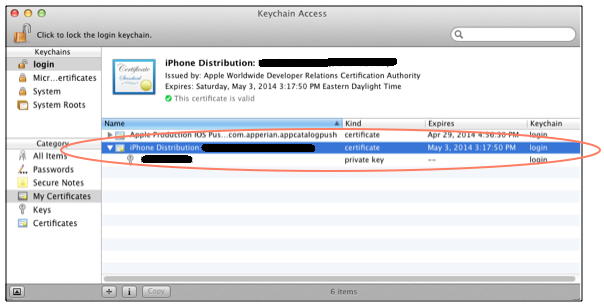 Keychain Access
Click to lock the login keychain.
Keychains
login
Micr...ertificates
System
System Roots
Category
All Items
Passwords
Secure Notes
My Certificates
Keys
Certificates
Certificate
Standard
iPhone Distribution:
Issued by: Apple Worldwide Developer Relations Certification Authority
Expires: Saturday, May 3, 2014 3:17:50 PM Eastern Daylight Time
This certificate is valid
Name Kind Expires Keychain
Apple Production IOS Pus...com.apperian.appcatalogpush certificate Apr 29, 2014 4:36:38 PM login
iPhone Distribution: certificate May 3, 2014 3:17:50 PM login
private key -- login
+ i Copy 6 items